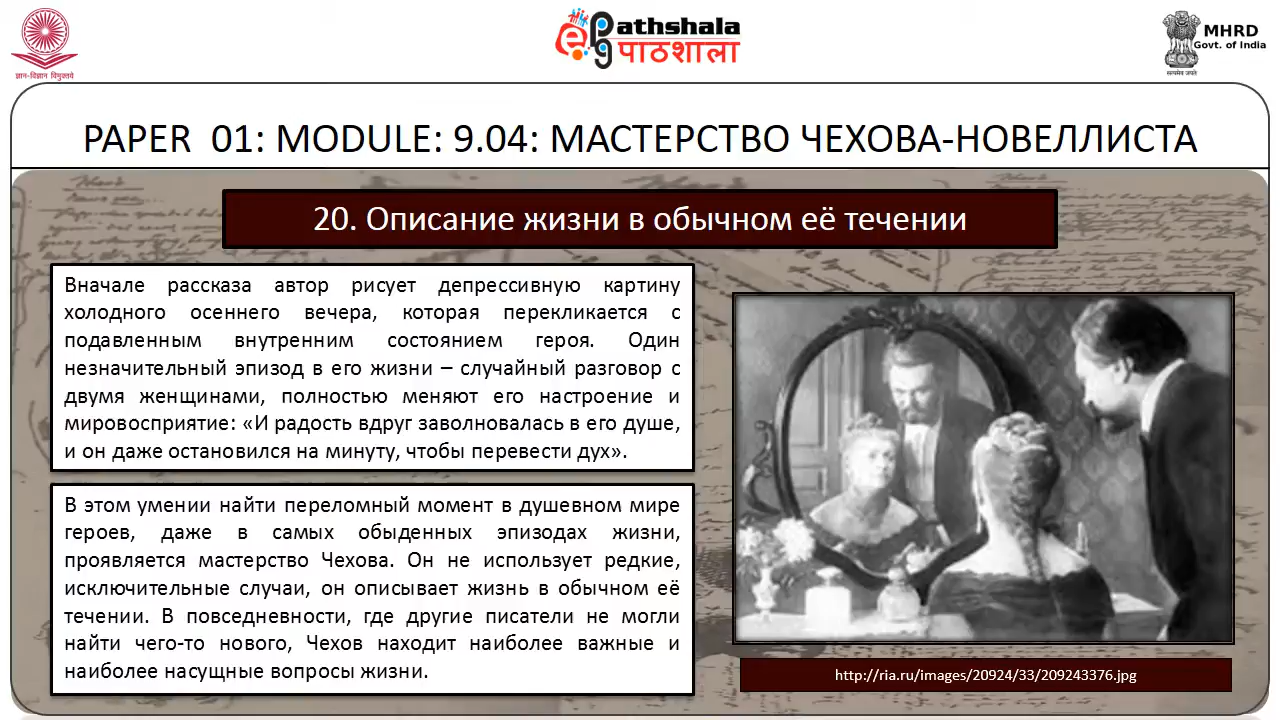 ePG Pathshala
पाठशाला
MHRD
Govt. of India
ज्ञान-विज्ञान विमुक्तये
सत्यमेव जयते
PAPER 01: MODULE: 9.04: МАСТЕРСТВО ЧЕХОВА-НОВЕЛЛИСТА
20. Описание жизни в обычном её течении
Вначале рассказа автор рисует депрессивную картину
холодного осеннего вечера, которая перекликается с
подавленным внутренним состоянием героя. Один
незначительный эпизод в его жизни – случайный разговор с
двумя женщинами, полностью меняют его настроение и
мировосприятие: «И радость вдруг заволновалась в его душе,
и он даже остановился на минуту, чтобы перевести дух».
В этом умении найти переломный момент в душевном мире
героев, даже в самых обыденных эпизодах жизни,
проявляется мастерство Чехова. Он не использует редкие,
исключительные случаи, он описывает жизнь в обычном её
течении. В повседневности, где другие писатели не могли
найти чего-то нового, Чехов находит наиболее важные и
наиболее насущные вопросы жизни.
http://ria.ru/images/20924/33/209243376.jpg